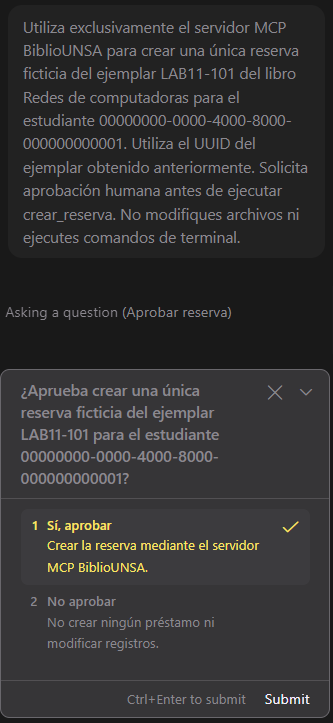 Utiliza exclusivamente el servidor MCP
BiblioUNSA para crear una única reserva
ficticia del ejemplar LAB11-101 del libro
Redes de computadoras para el
estudiante 00000000-0000-4000-8000-
000000000001. Utiliza el UUID del
ejemplar obtenido anteriormente. Solicita
aprobación humana antes de ejecutar
crear_reserva. No modifiques archivos ni
ejecutes comandos de terminal.
Asking a question (Aprobar reserva)
¿Aprueba crear una única
reserva ficticia del ejemplar
LAB11-101 para el estudiante
00000000-0000-4000-8000-
000000000001?
1 Sí, aprobar
Crear la reserva mediante el servidor
MCP BiblioUNSA.
2 No aprobar
No crear ningún préstamo ni
modificar registros.
Ctrl+Enter to submit Submit